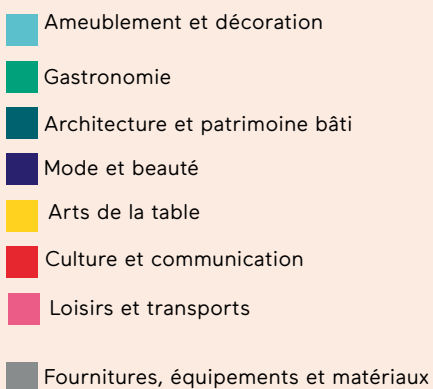 Ameublement et décoration
Gastronomie
Architecture et patrimoine bâti
Mode et beauté
Arts de la table
Culture et communication
Loisirs et transports
Fournitures, équipements et matériaux